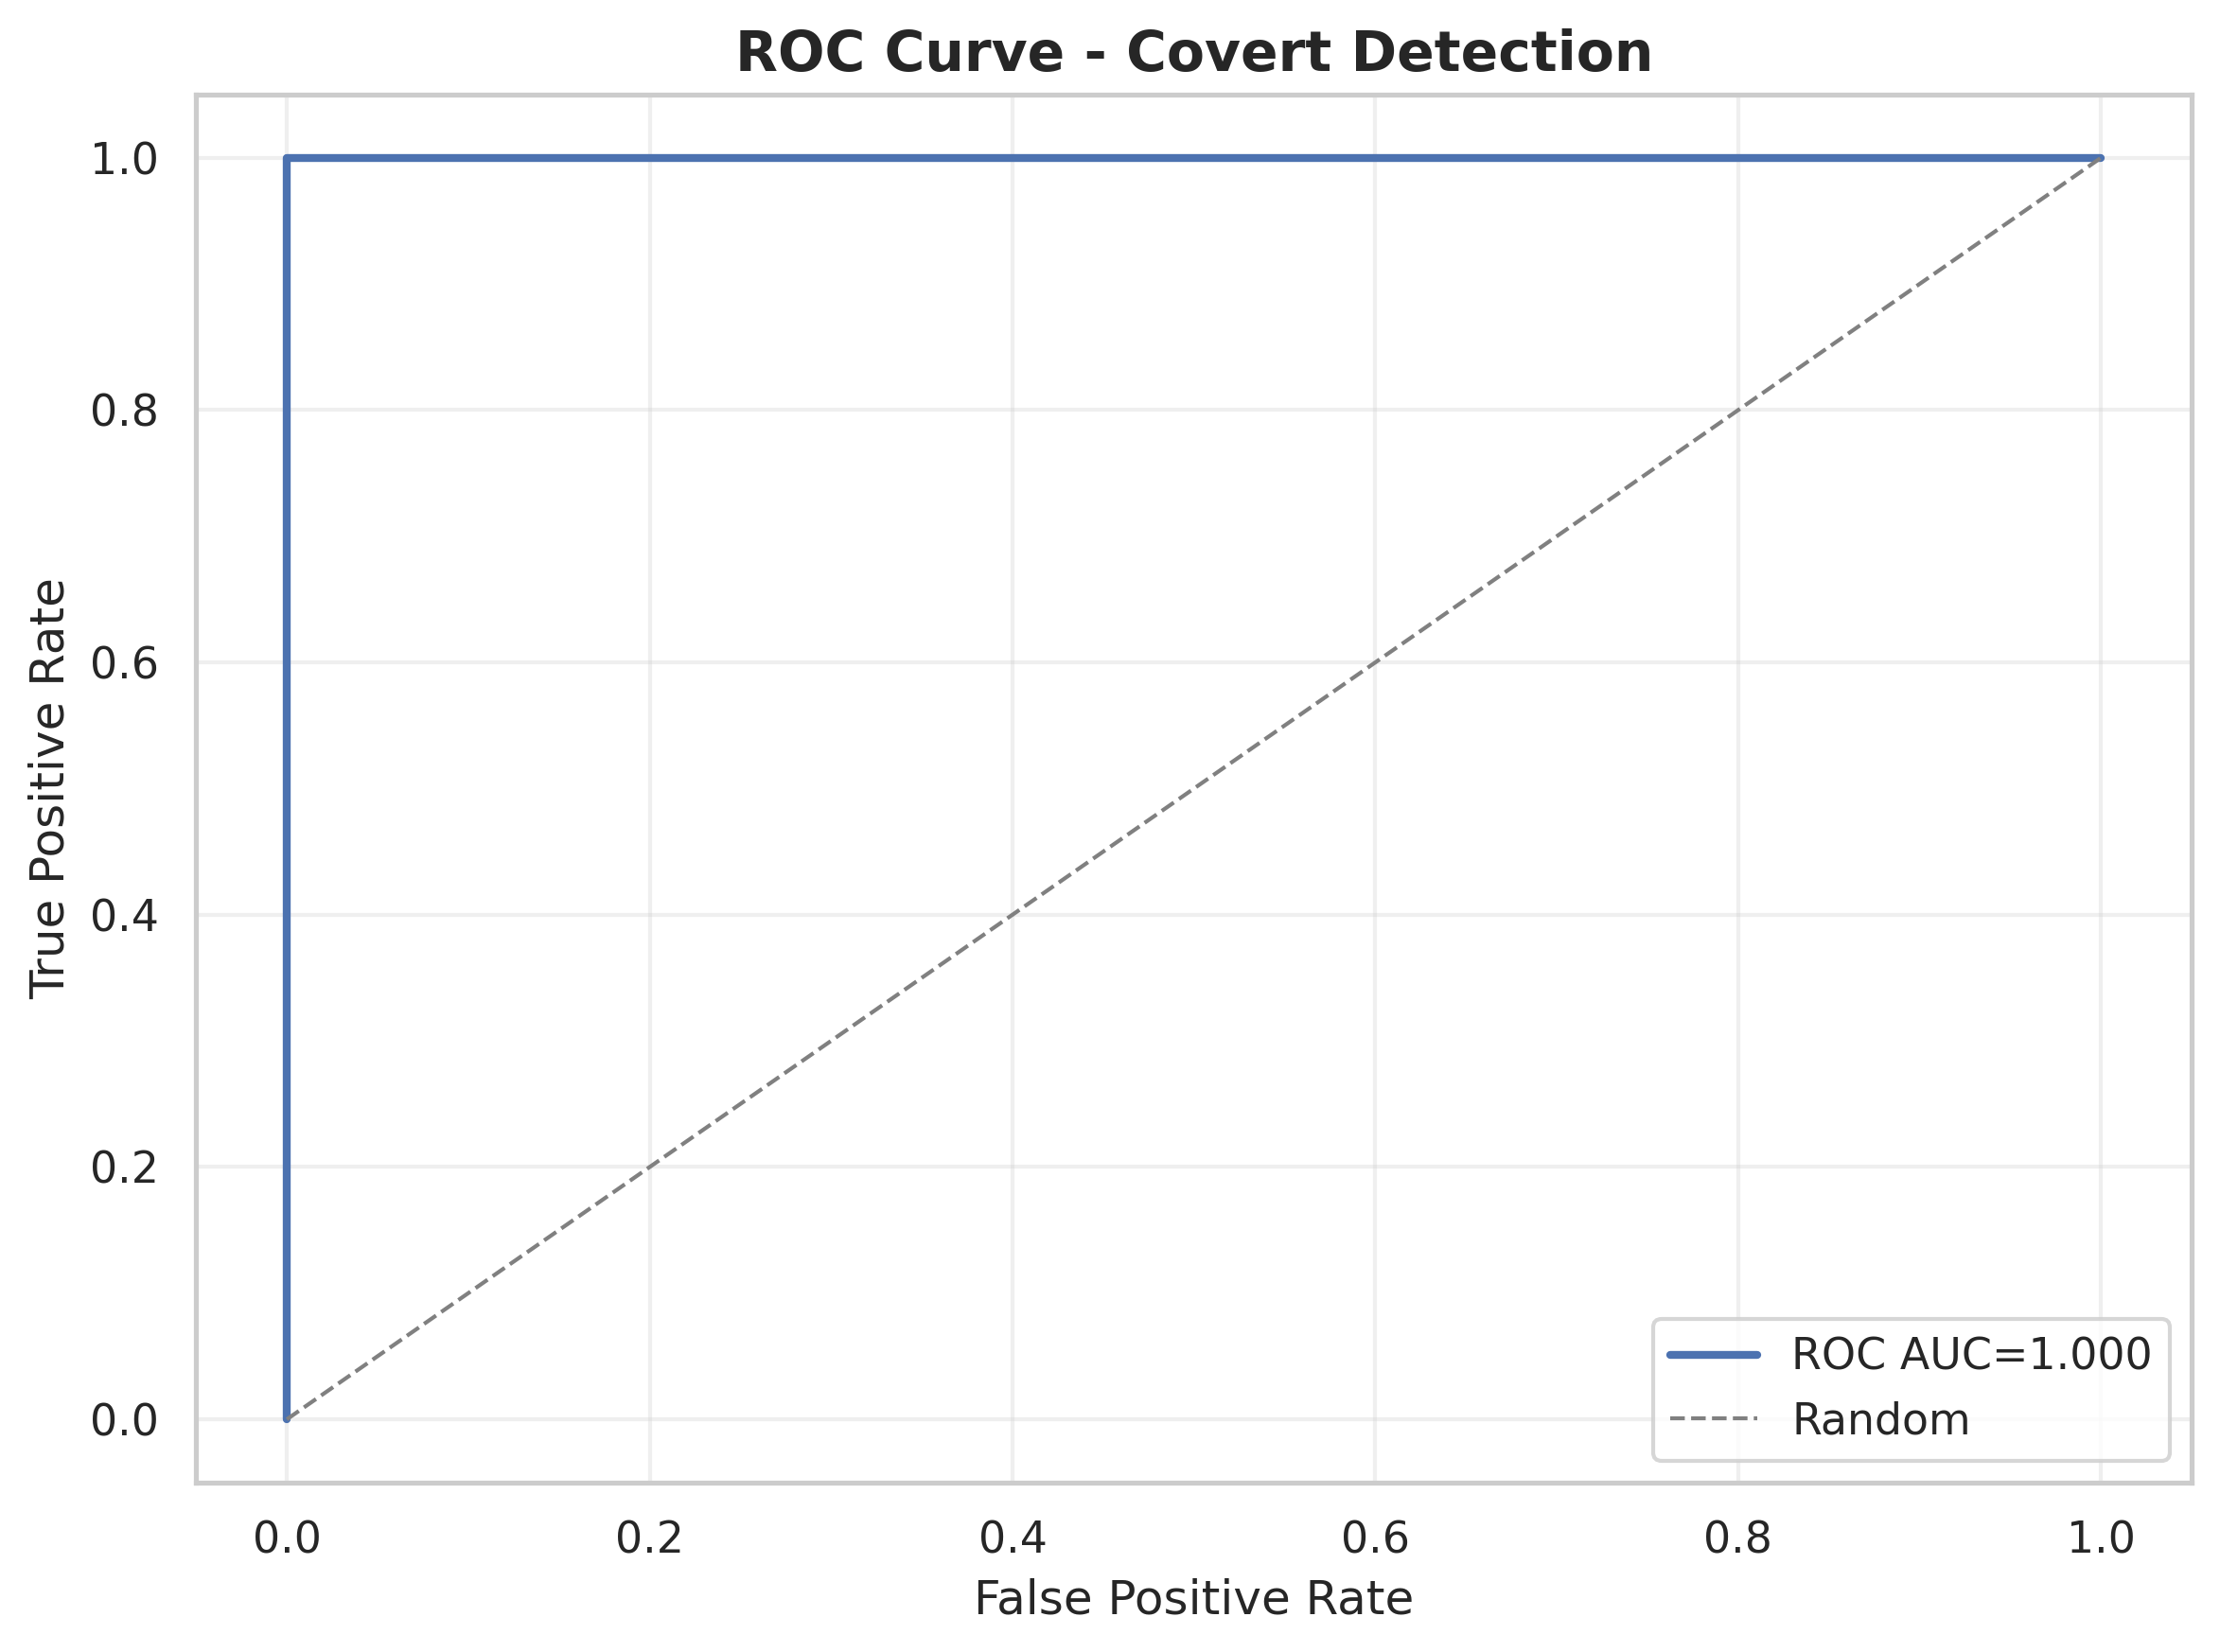 ROC Curve - Covert Detection
True Positive Rate
1.0
0.8
0.6
0.4
0.2
0.0
0.0 0.2 0.4 0.6 0.8 1.0
False Positive Rate
ROC AUC=1.000
Random